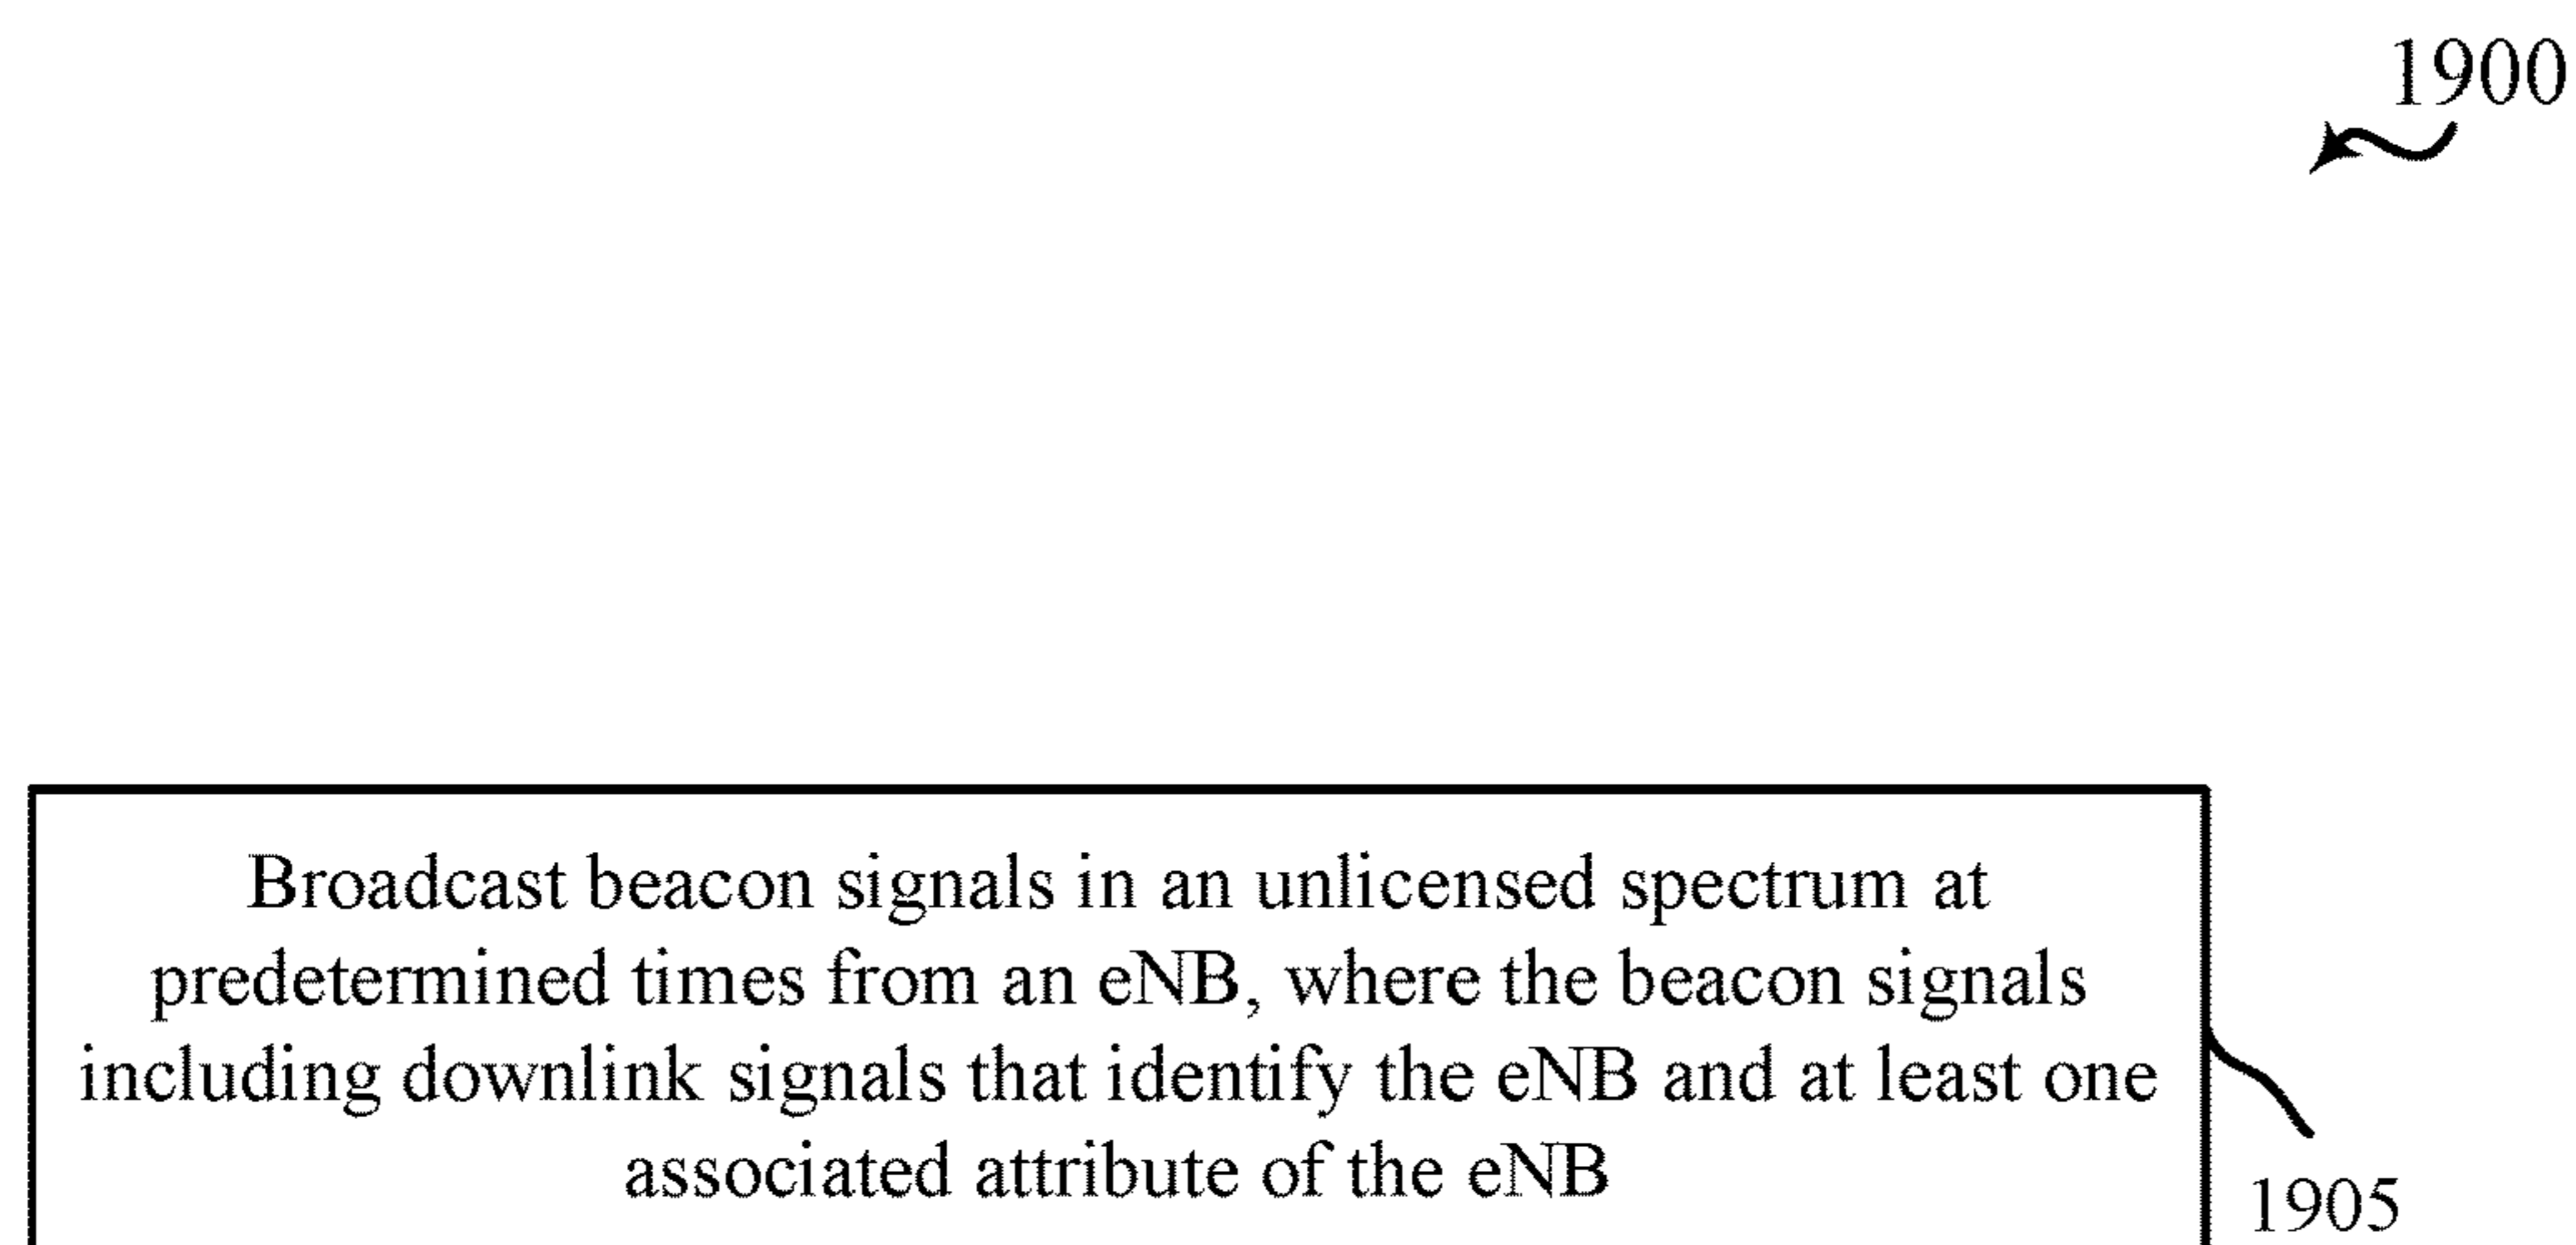 1900
Broadcast beacon signals in an unlicensed spectrum at
predetermined times from an eNB, where the beacon signals
including downlink signals that identify the eNB and at least one
associated attribute of the eNB
1905